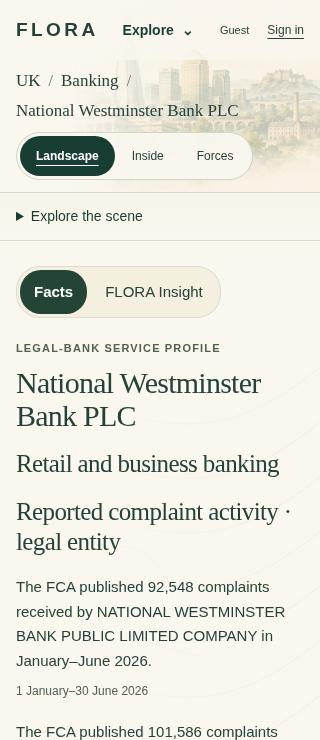 FLORA Explore Guest Sign in
UK / Banking /
National Westminster Bank PLC
Landscape Inside Forces
Explore the scene
Facts FLORA Insight
LEGAL-BANK SERVICE PROFILE
National Westminster
Bank PLC
Retail and business banking
Reported complaint activity ·
legal entity
The FCA published 92,548 complaints
received by NATIONAL WESTMINSTER
BANK PUBLIC LIMITED COMPANY in
January–June 2026.
1 January–30 June 2026
The FCA published 101,586 complaints